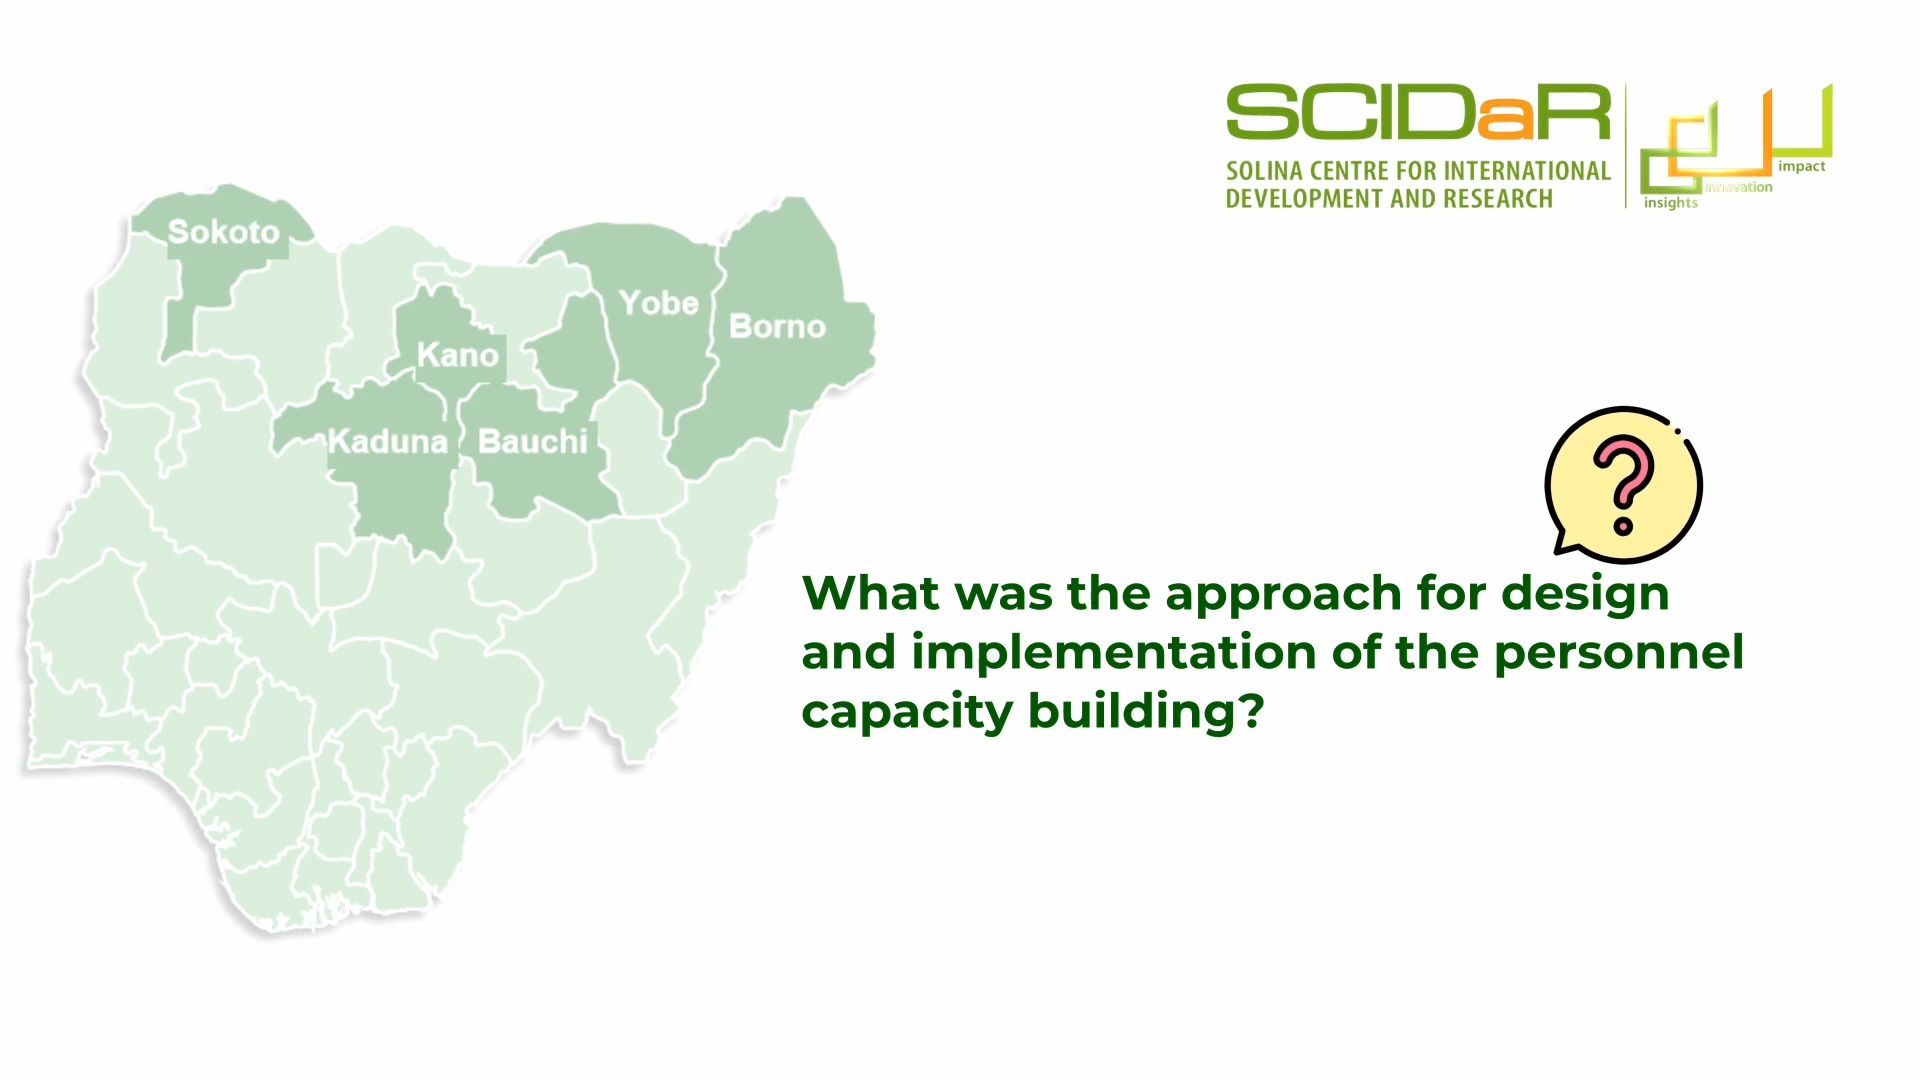 SCIDaR
SOLINA CENTRE FOR INTERNATIONAL
DEVELOPMENT AND RESEARCH
insights
innovation
impact
Sokoto
Yobe
Borno
Kano
Kaduna
Bauchi
What was the approach for design
and implementation of the personnel
capacity building?